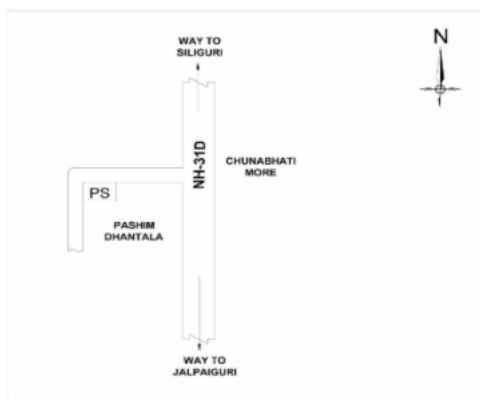 WAY TO
SILIGURI
N
NH-31D
CHUNABHATI
MORE
PS
PASHIM
DHANTALA
WAY TO
JALPAIGURI